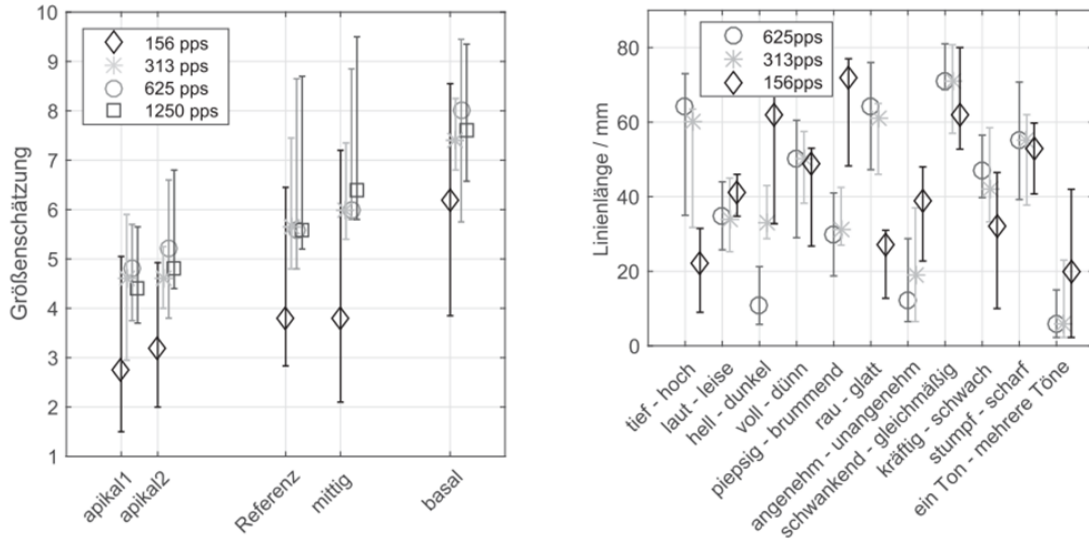 10
9
8
7
6
5
4
3
2
1
Größenschätzung
156 pps
313 pps
625 pps
1250 pps
apikal1
apikal2
Referenz
mittig
basal
80
60
40
20
0
Linienlänge / mm
625pps
313pps
156pps
tief - hoch
laut - leise
hell - dunkel
voll - dünn
piepsig - brummend
rau - glatt
angenehm - unangenehm
schwankend - gleichmäßig
kräftig - schwach
stumpf - scharf
ein Ton - mehrere Töne